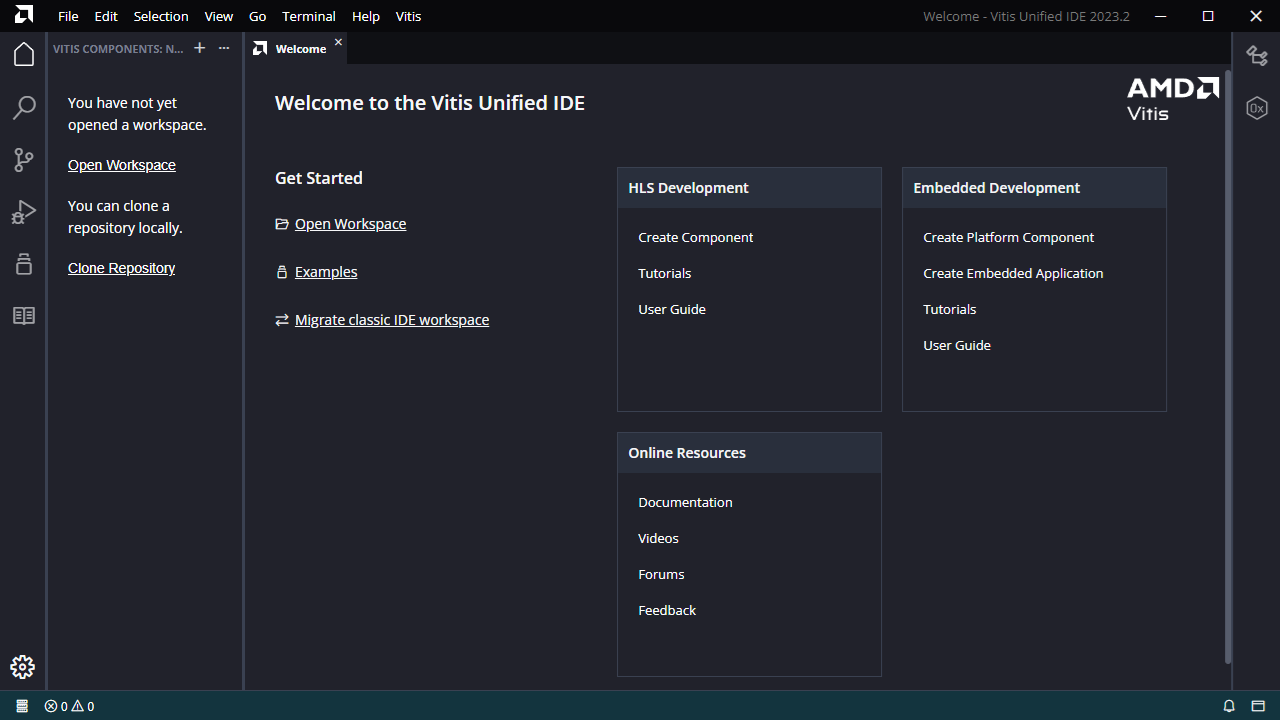 File Edit Selection View Go Terminal Help Vitis
Welcome - Vitis Unified IDE 2023.2
VITIS COMPONENTS: N...
Welcome
You have not yet
opened a workspace.
Open Workspace
You can clone a
repository locally.
Clone Repository
Welcome to the Vitis Unified IDE
AMD
Vitis
Get Started
Open Workspace
Examples
Migrate classic IDE workspace
HLS Development
Create Component
Tutorials
User Guide
Embedded Development
Create Platform Component
Create Embedded Application
Tutorials
User Guide
Online Resources
Documentation
Videos
Forums
Feedback
0x
0 0